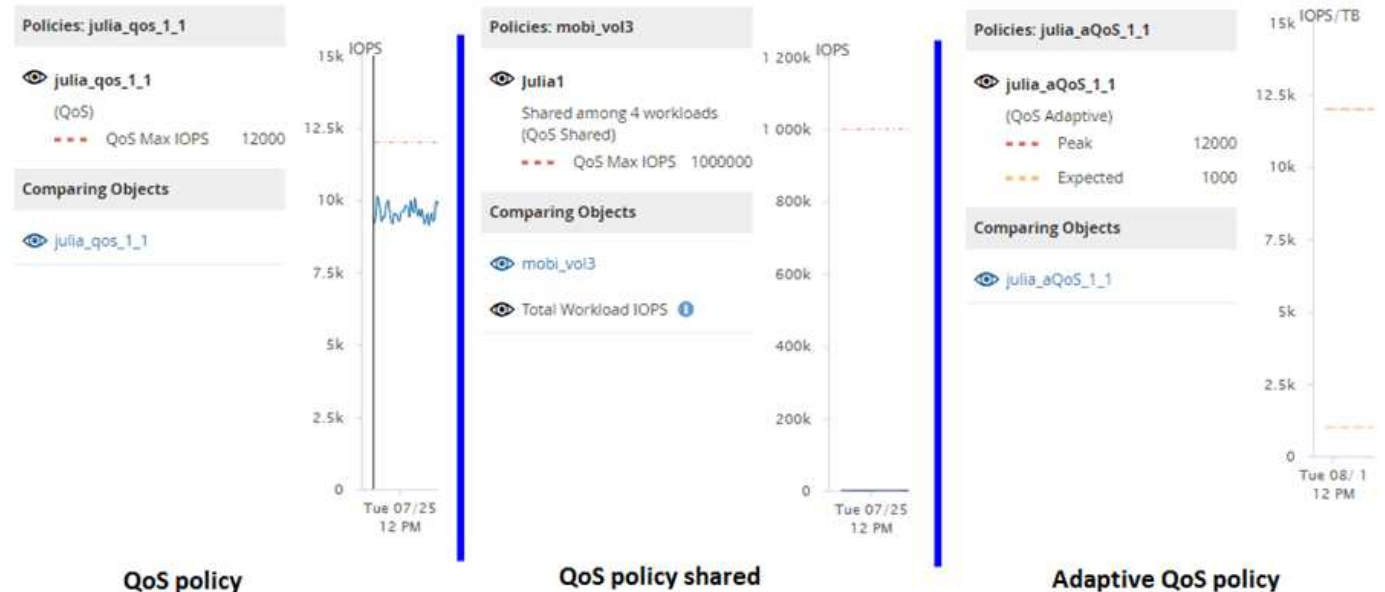 Policies: julia_qos_1_1
julia_qos_1_1
(QoS)
QoS Max IOPS 12000
Comparing Objects
julia_qos_1_1
IOPS
15k
12.5k
10k
7.5k
5k
2.5k
0
Tue 07/25
12 PM
QoS policy
Policies: mobi_vol3
Julia1
Shared among 4 workloads
(QoS Shared)
QoS Max IOPS 1000000
Comparing Objects
mobi_vol3
Total Workload IOPS i
IOPS
1 200k
1 000k
800k
600k
400k
200k
0
Tue 07/25
12 PM
QoS policy shared
Policies: julia_aQoS_1_1
julia_aQoS_1_1
(QoS Adaptive)
Peak 12000
Expected 1000
Comparing Objects
julia_aQoS_1_1
IOPS/TB
15k
12.5k
10k
7.5k
5k
2.5k
0
Tue 08/ 1
12 PM
Adaptive QoS policy